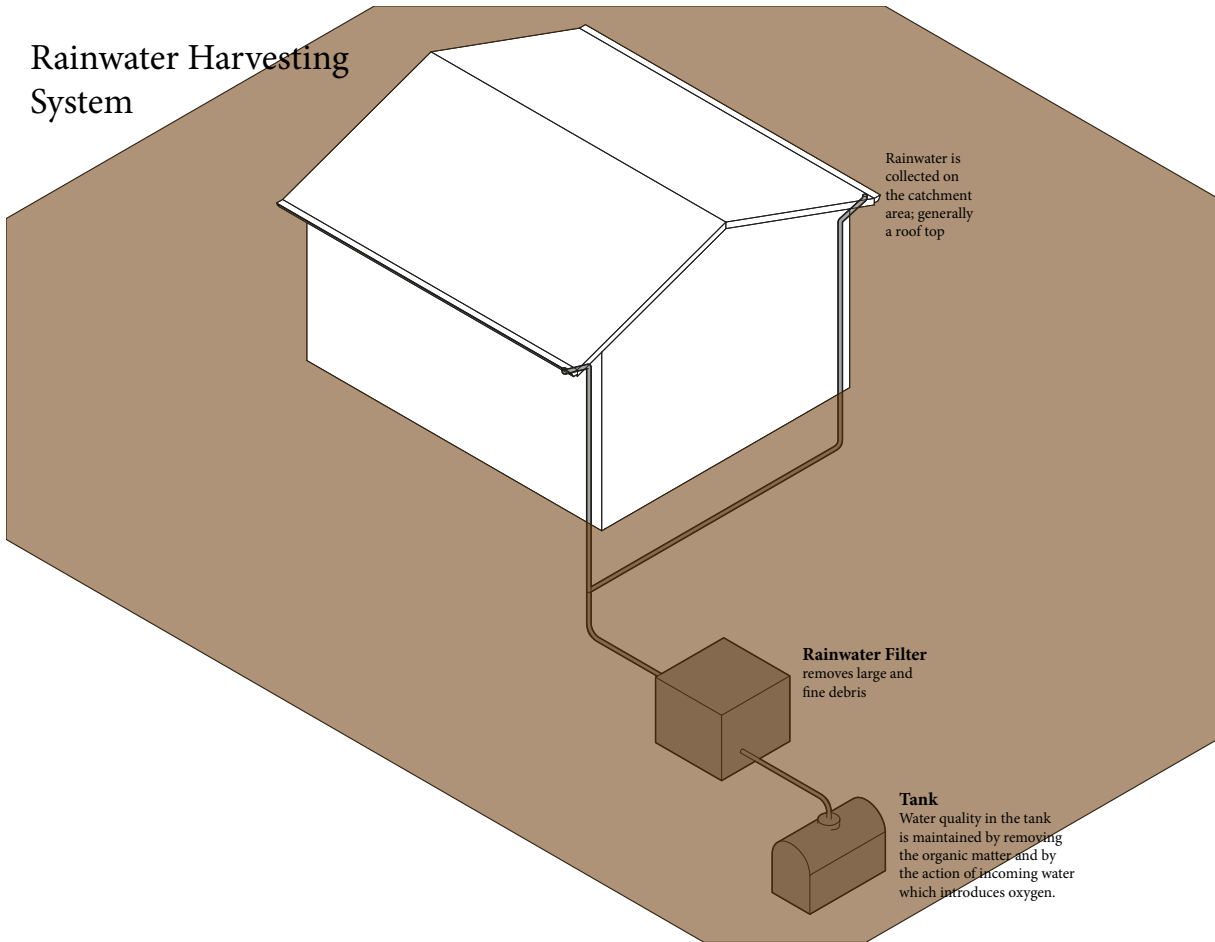 Rainwater Harvesting
System
Rainwater is
collected on
the catchment
area; generally
a roof top
Rainwater Filter
removes large and
fine debris
Tank
Water quality in the tank
is maintained by removing
the organic matter and by
the action of incoming water
which introduces oxygen.